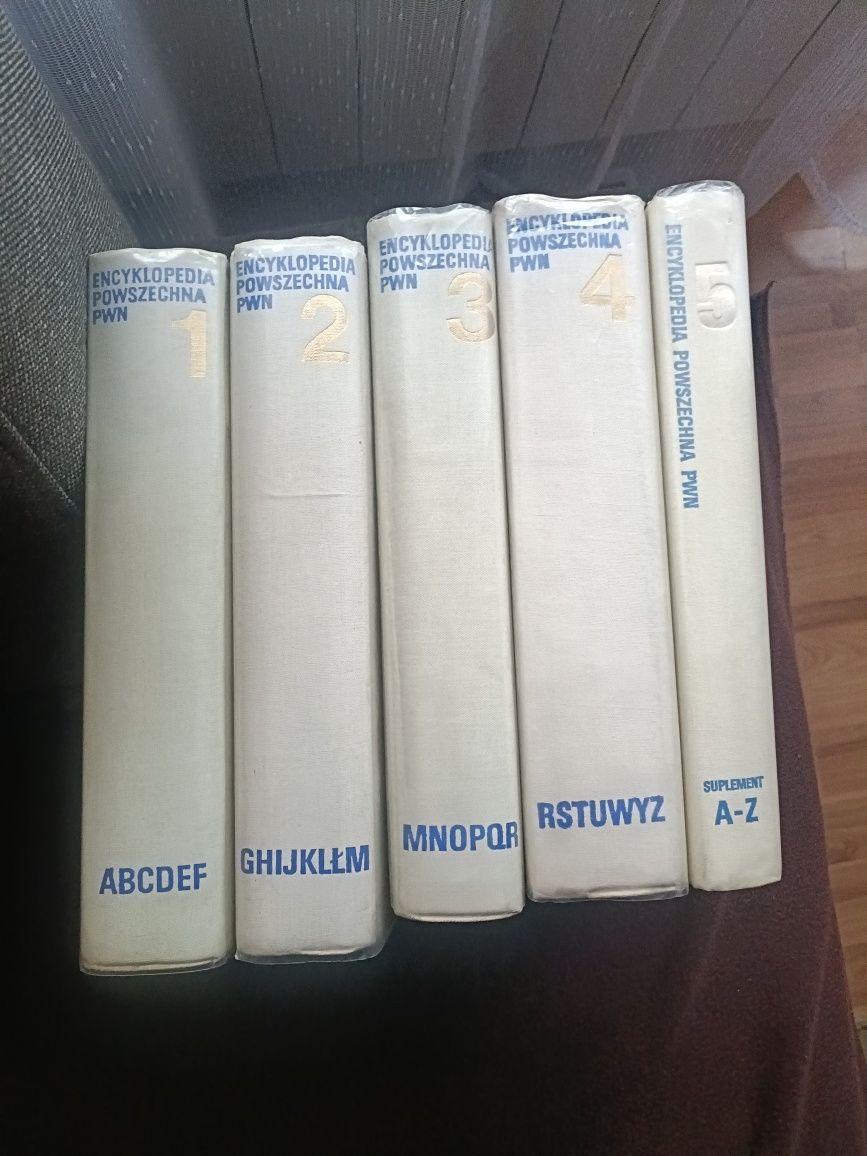 ENCYKLOPEDIA
POWSZECHNA
PWN
1
ABCDEF
ENCYKLOPEDIA
POWSZECHNA
PWN
2
GHIJKLŁM
ENCYKLOPEDIA
POWSZECHNA
PWN
3
MNOPQR
ENCYKLOPEDIA
POWSZECHNA
PWN
4
RSTUWYZ
5
ENCYKLOPEDIA POWSZECHNA PWN
SUPLEMENT
A-Z